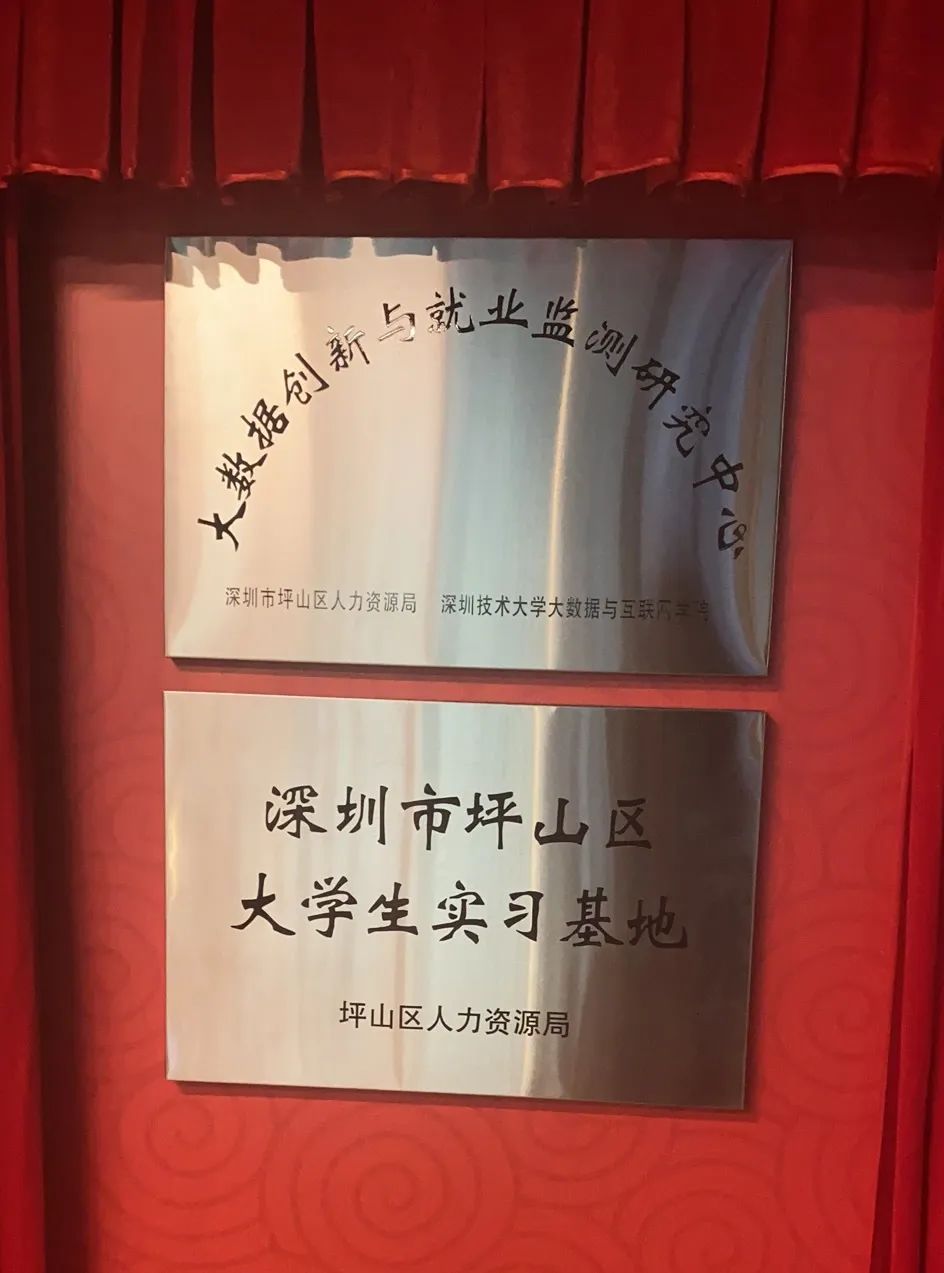 大数据创新与就业监测研究中心
深圳市坪山区人力资源局 深圳技术大学大数据与互联网学院
深圳市坪山区
大学生实习基地
坪山区人力资源局